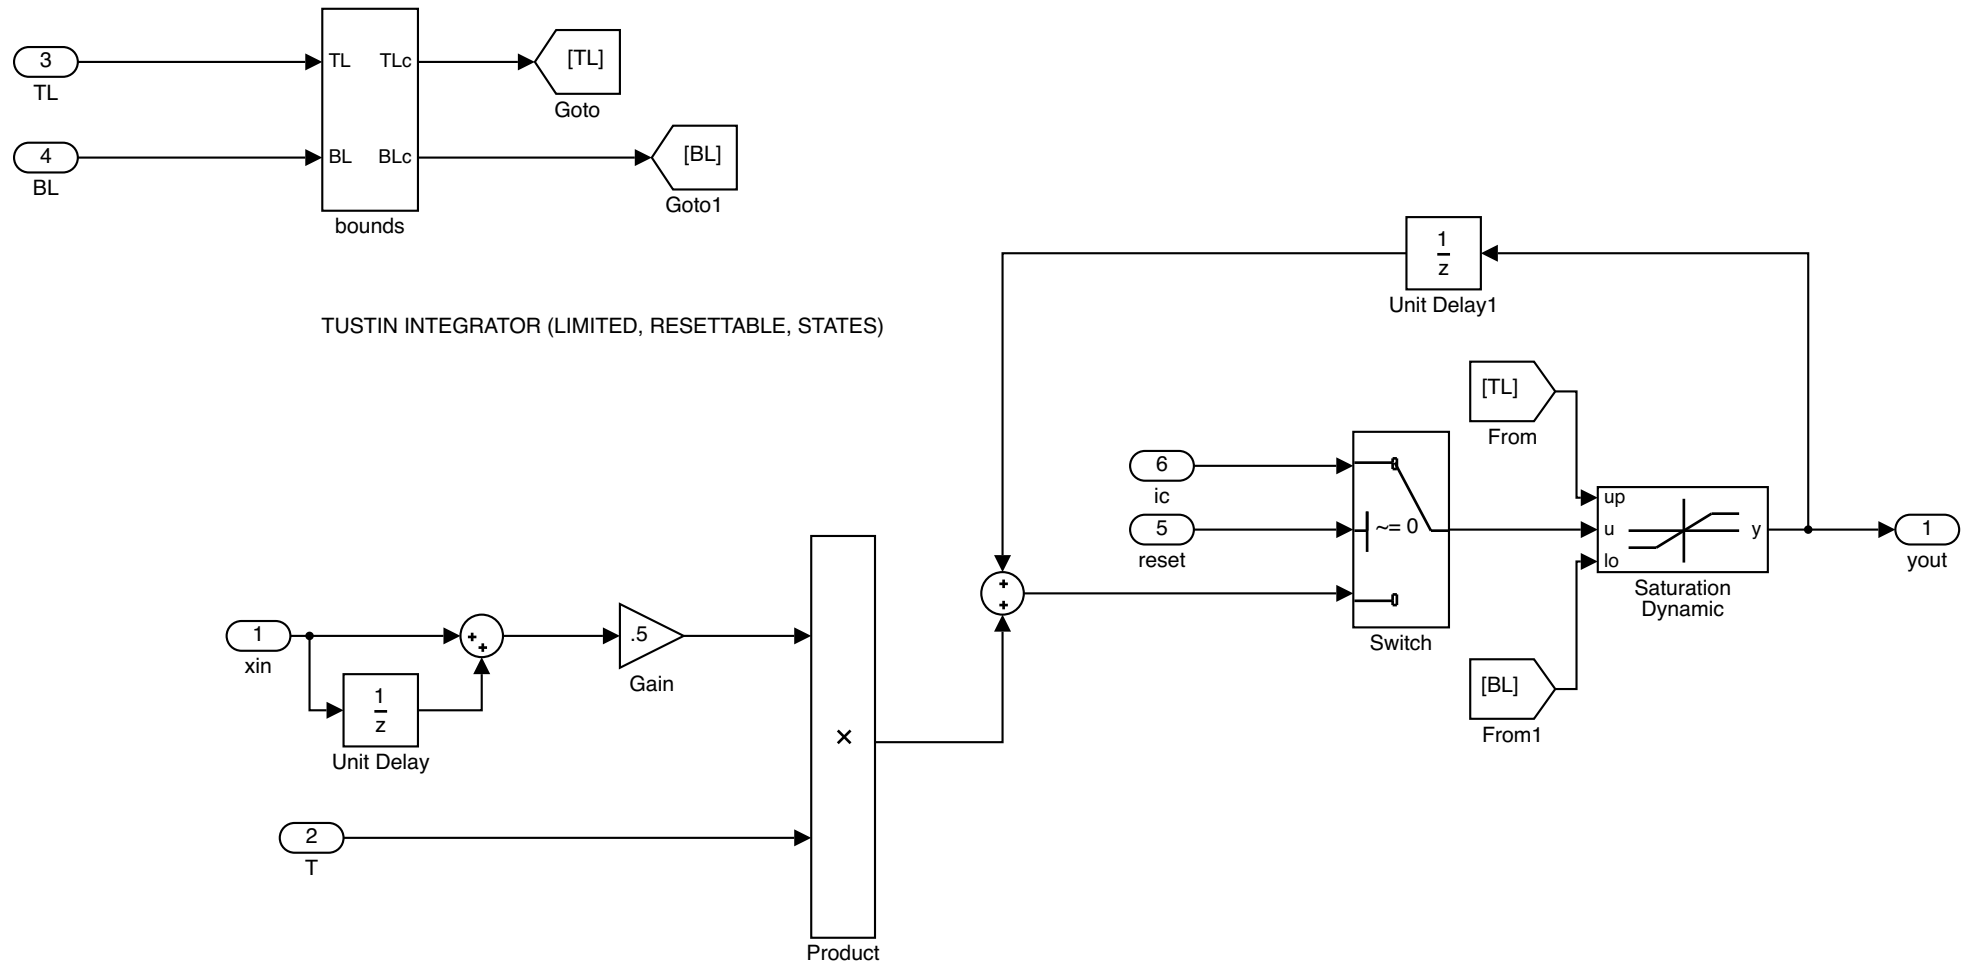 3
TL
TL
TLc
[TL]
Goto
4
BL
BL
BLc
[BL]
Goto1
bounds
1
z
Unit Delay1
TUSTIN INTEGRATOR (LIMITED, RESETTABLE, STATES)
[TL]
From
6
ic
5
reset
~= 0
Switch
up
u
lo
y
Saturation
Dynamic
1
yout
+
+
1
xin
+
+
.5
Gain
1
z
Unit Delay
[BL]
From1
×
2
T
Product